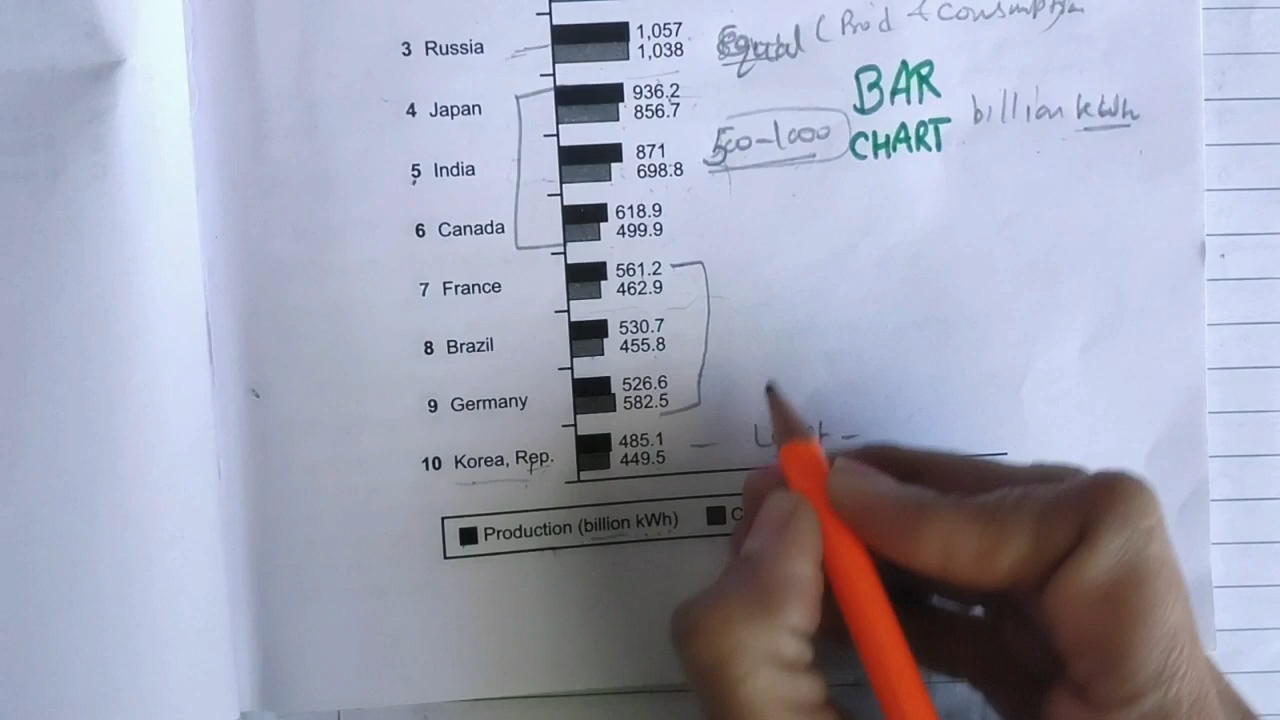 1,057 Equal (Prod + consumption
3 Russia 1,038
936.2 BAR
4 Japan 856.7 billion kWh
871 500-1000 CHART
5 India 698.8
618.9
6 Canada 499.9
561.2
7 France 462.9
530.7
8 Brazil 455.8
526.6
9 Germany 582.5
485.1
10 Korea, Rep. 449.5
Production (billion kWh) C